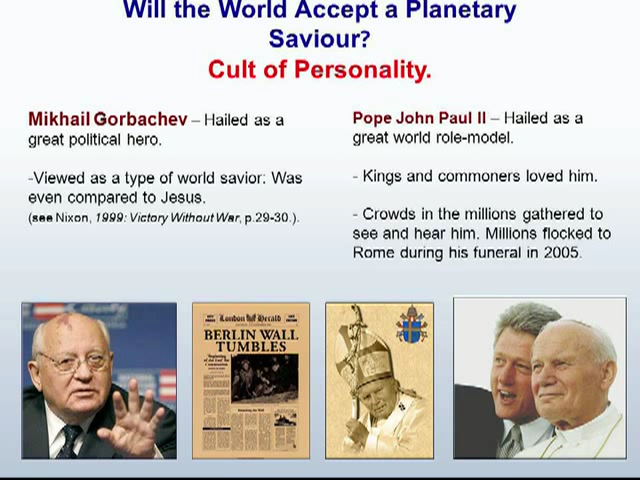 Will the World Accept a Planetary
Saviour?
Cult of Personality.
Mikhail Gorbachev – Hailed as a
great political hero.
-Viewed as a type of world savior: Was
even compared to Jesus.
(see Nixon, 1999: Victory Without War, p.29-30.).
Pope John Paul II – Hailed as a
great world role-model.
- Kings and commoners loved him.
- Crowds in the millions gathered to
see and hear him. Millions flocked to
Rome during his funeral in 2005.
London Herald
BERLIN WALL
TUMBLES